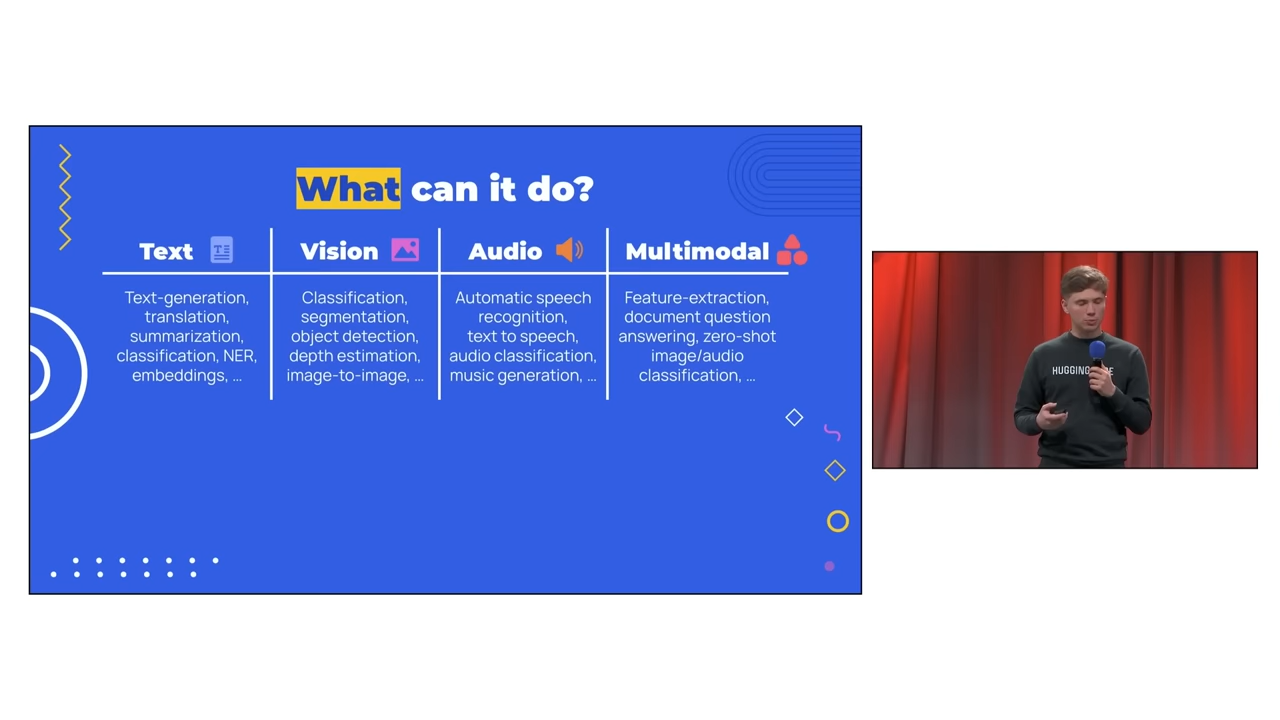 What can it do?
Text
Text-generation,
translation,
summarization,
classification, NER,
embeddings, ...
Vision
Classification,
segmentation,
object detection,
depth estimation,
image-to-image, ...
Audio
Automatic speech
recognition,
text to speech,
audio classification,
music generation, ...
Multimodal
Feature-extraction,
document question
answering, zero-shot
image/audio
classification, ...
HUGGING